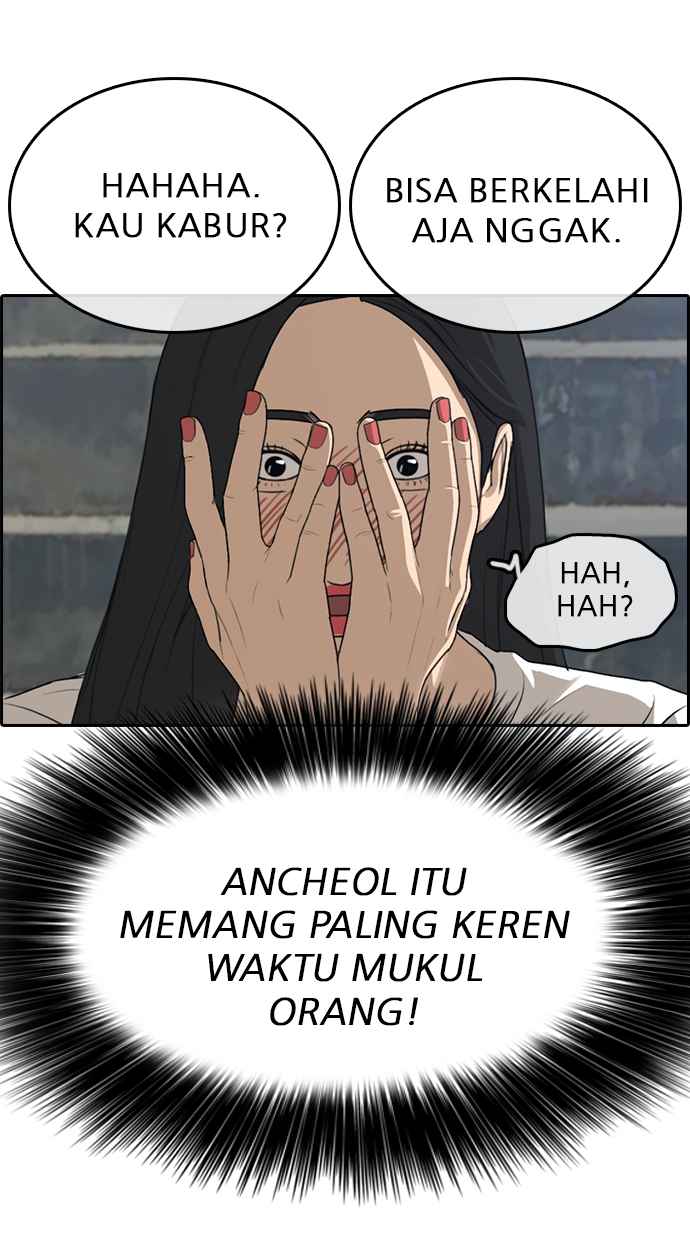 HAHAHA.
KAU KABUR?
BISA BERKELAHI
AJA NGGAK.
HAH,
HAH?
ANCHEOL ITU
MEMANG PALING KEREN
WAKTU MUKUL
ORANG!